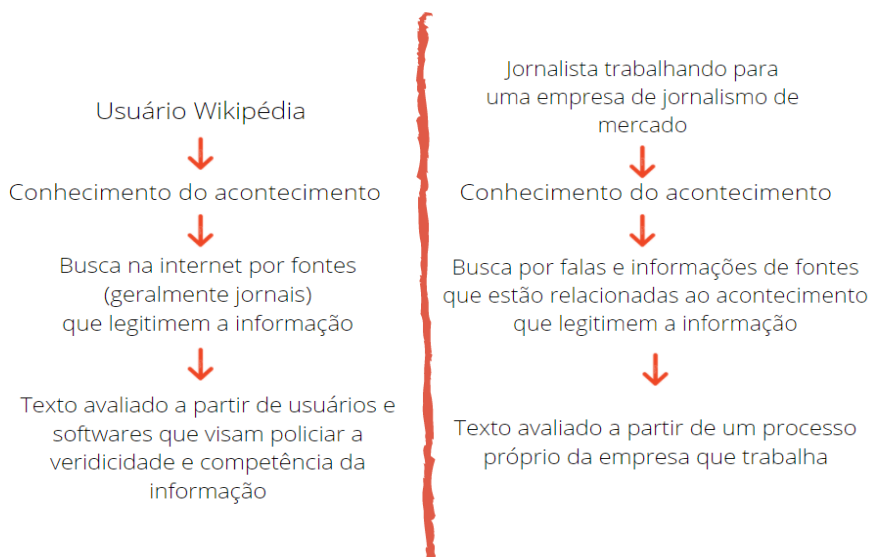 Usuário Wikipédia
Conhecimento do acontecimento
Busca na internet por fontes
(geralmente jornais)
que legitimem a informação
Texto avaliado a partir de usuários e
softwares que visam policiar a
veridicidade e competência da
informação
Jornalista trabalhando para
uma empresa de jornalismo de
mercado
Conhecimento do acontecimento
Busca por falas e informações de fontes
que estão relacionadas ao acontecimento
que legitimem a informação
Texto avaliado a partir de um processo
próprio da empresa que trabalha